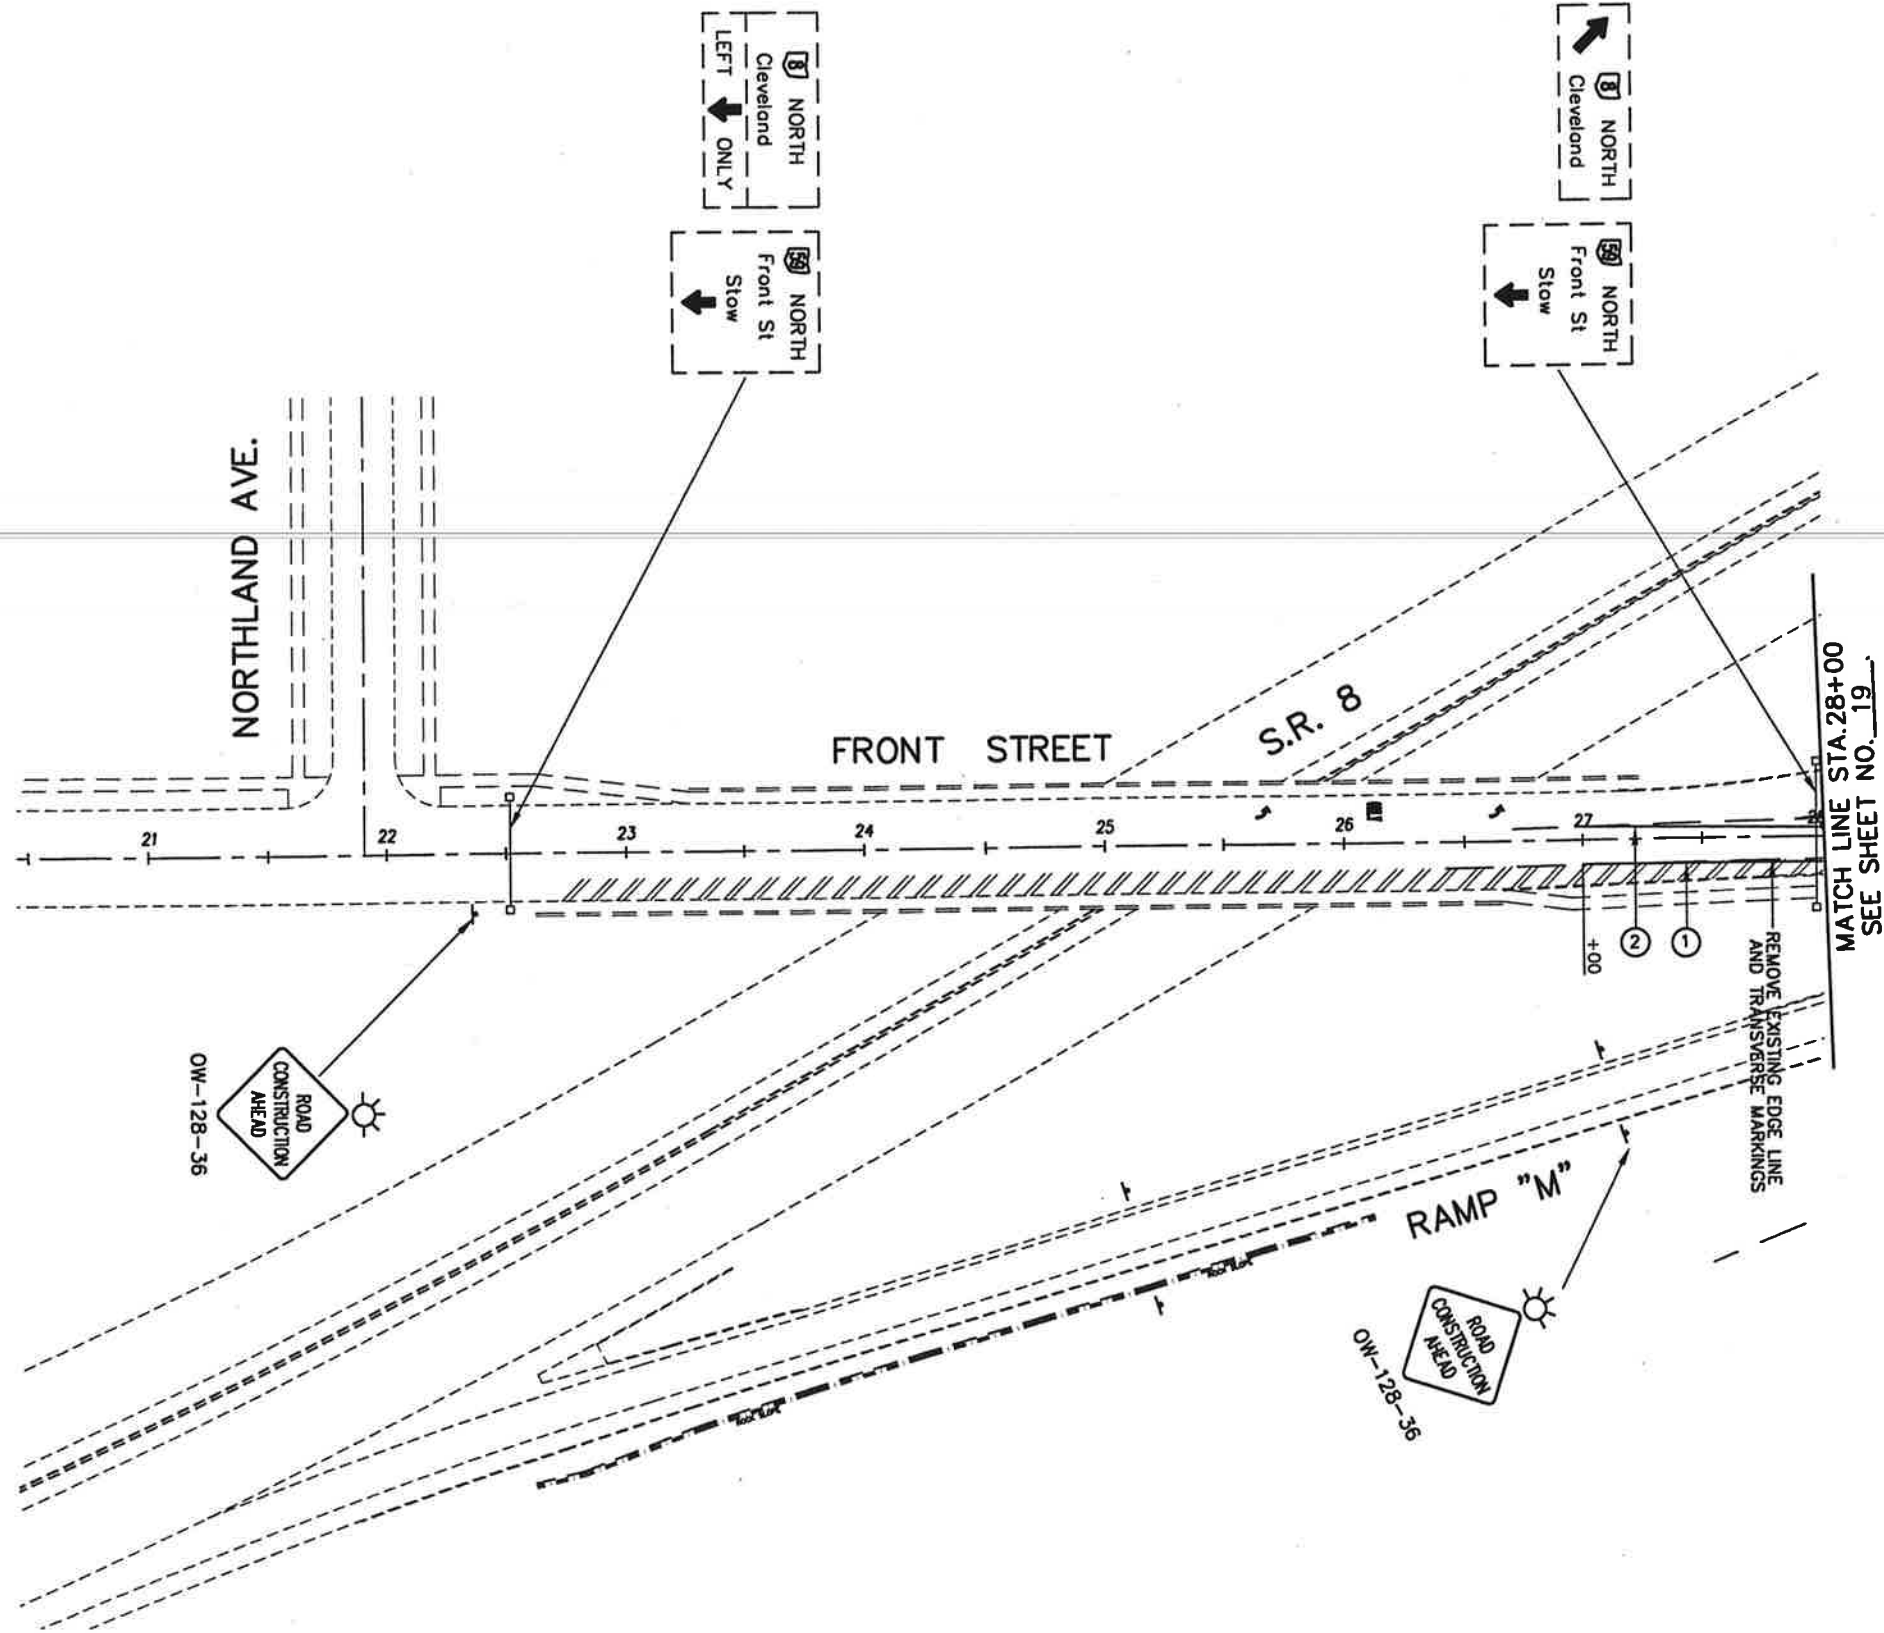 8 NORTH
Cleveland
LEFT ONLY
59 NORTH
Front St
Stow
8 NORTH
Cleveland
59 NORTH
Front St
Stow
NORTHLAND AVE.
FRONT STREET
S.R. 8
21
22
23
24
25
26
27
28
ONLY
MATCH LINE STA.28+00
SEE SHEET NO. 19.
+00
2
1
REMOVE EXISTING EDGE LINE
AND TRANSVERSE MARKINGS
ROAD
CONSTRUCTION
AHEAD
OW-128-36
RAMP "M"
ROAD
CONSTRUCTION
AHEAD
OW-128-36